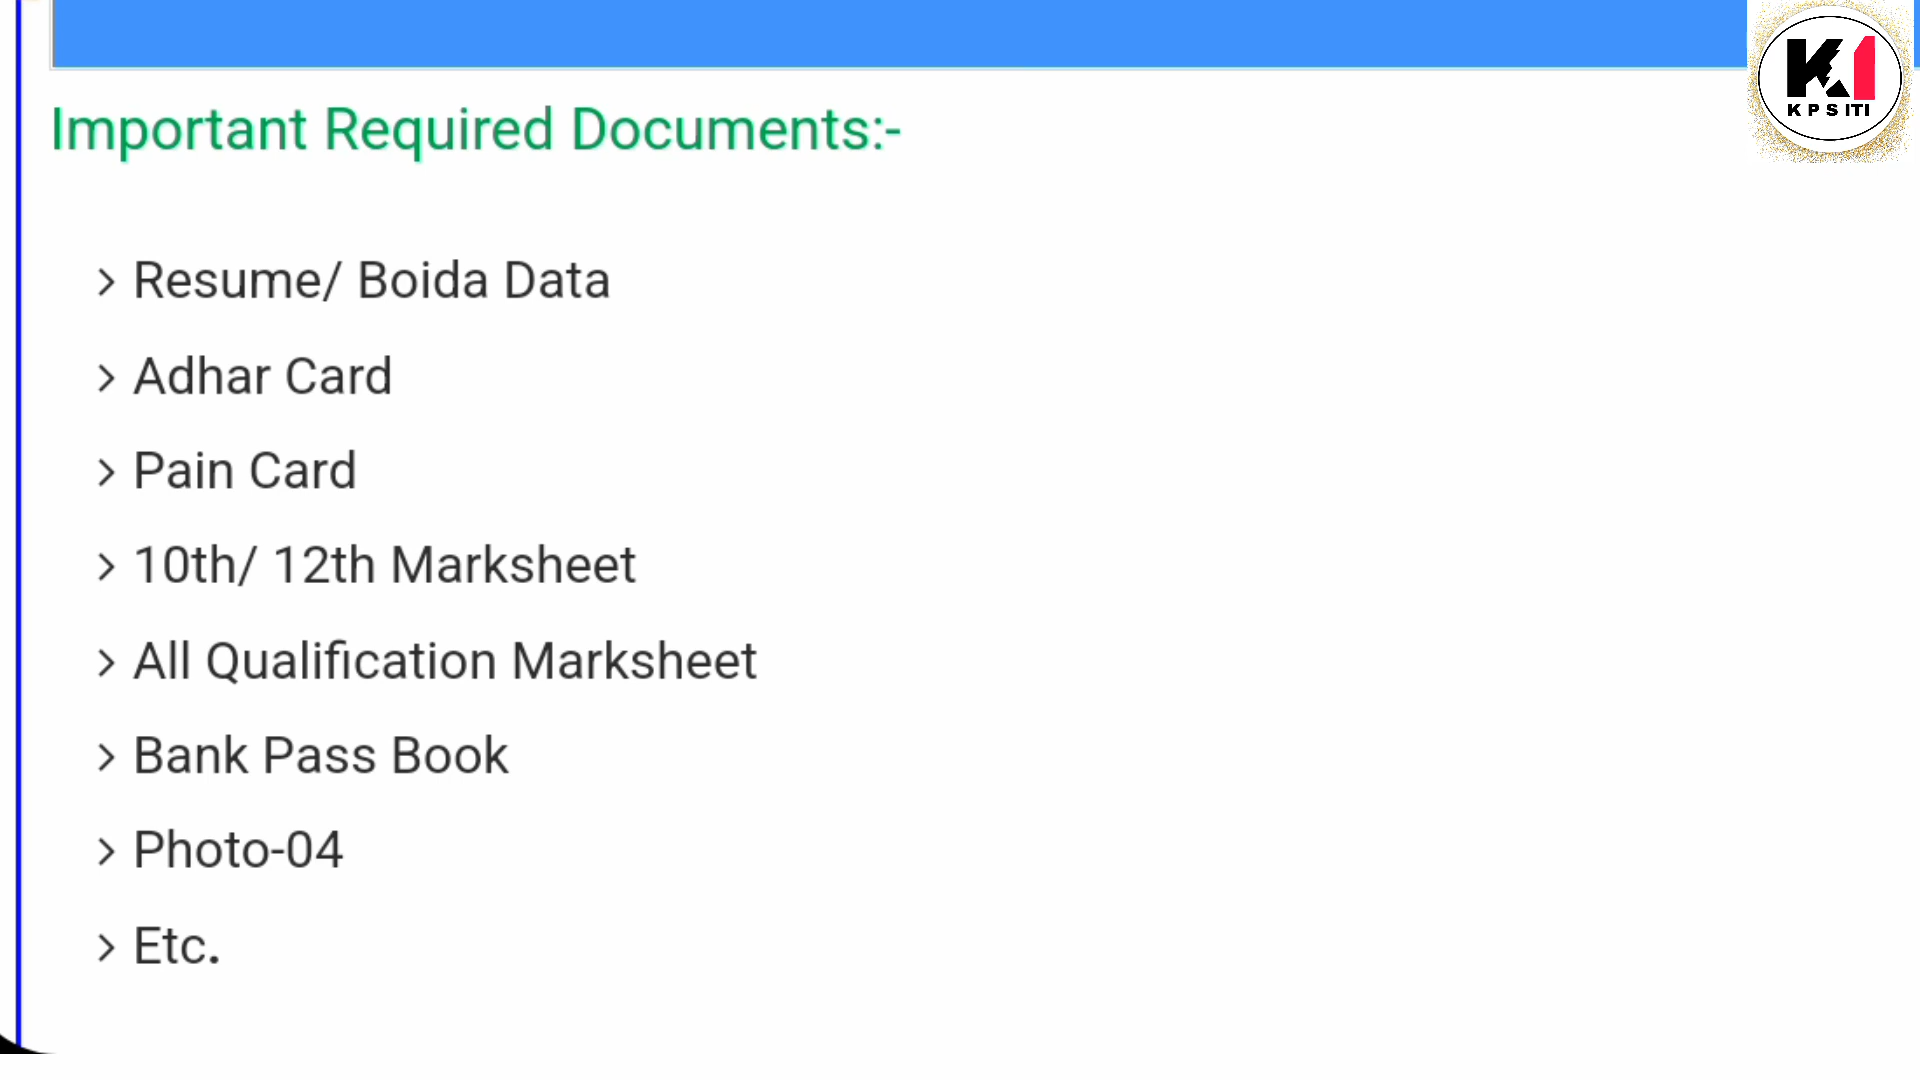 K1
K P S ITI
Important Required Documents:-
> Resume/ Boida Data
> Adhar Card
> Pain Card
> 10th/ 12th Marksheet
> All Qualification Marksheet
> Bank Pass Book
> Photo-04
> Etc.